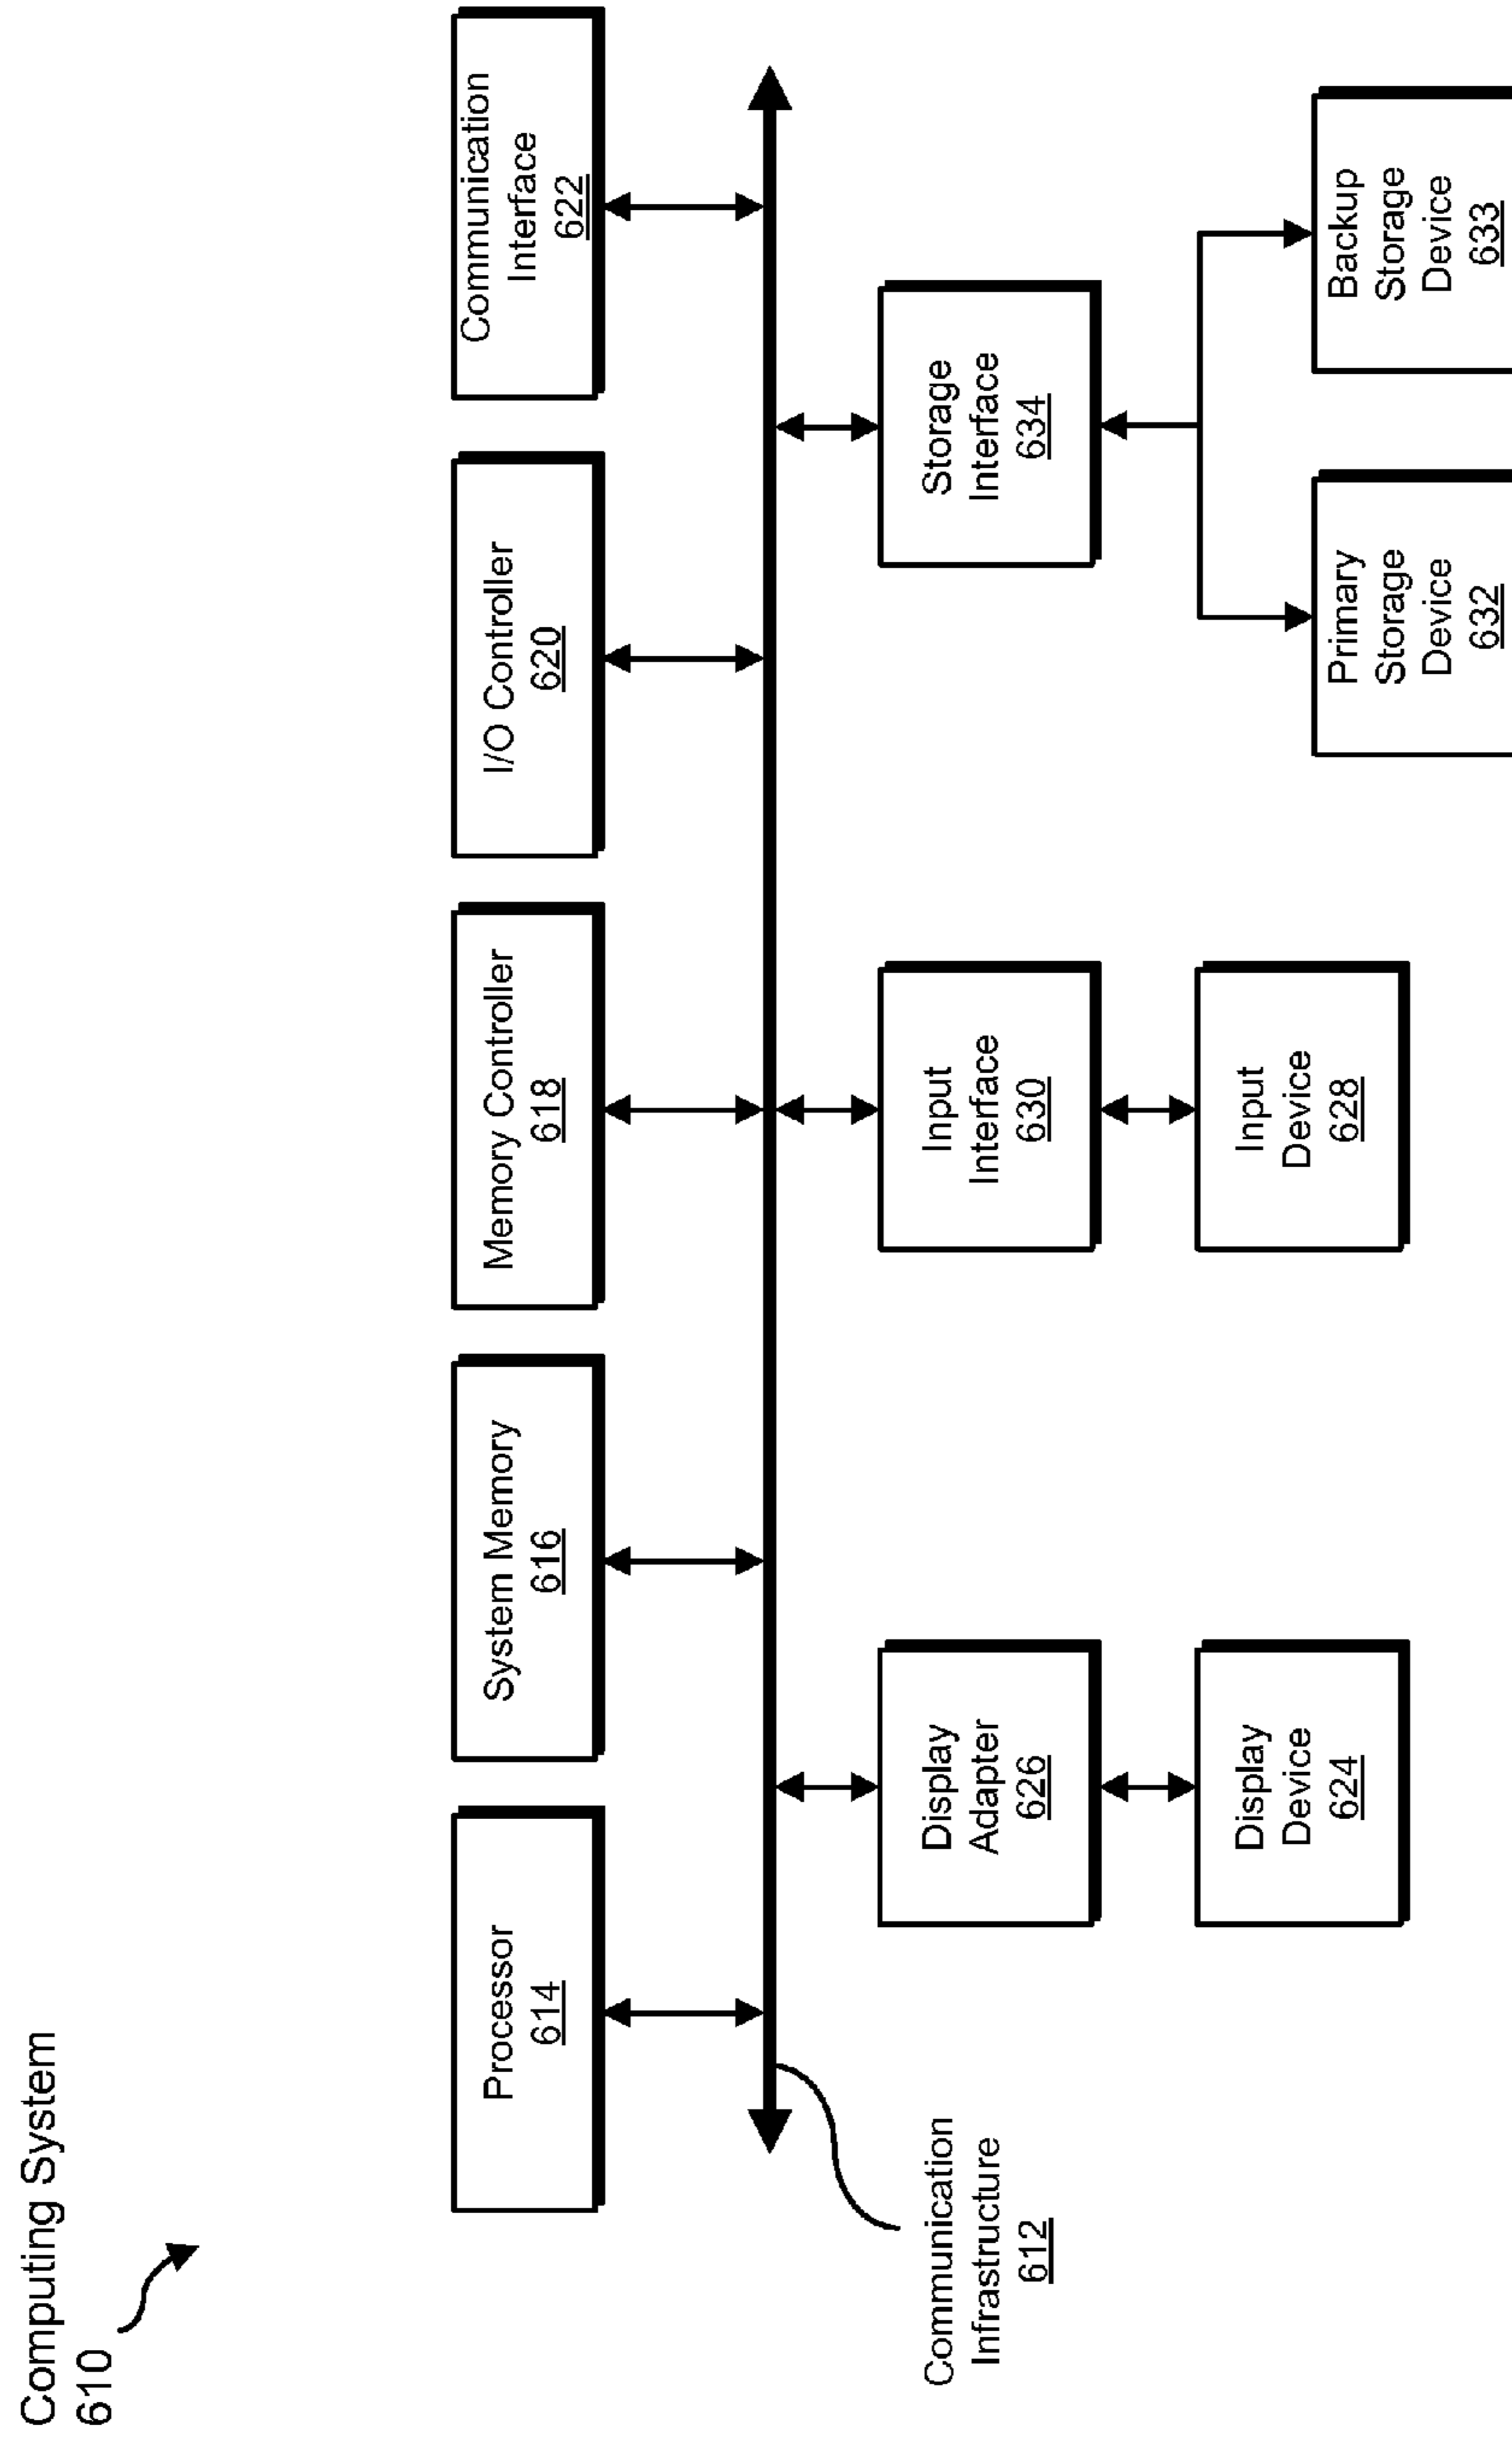 Computing System
610
Processor
614
System Memory
616
Memory Controller
618
I/O Controller
620
Communication
Interface
622
Communication
Infrastructure
612
Display
Adapter
626
Input
Interface
630
Storage
Interface
634
Display
Device
624
Input
Device
628
Primary
Storage
Device
632
Backup
Storage
Device
633